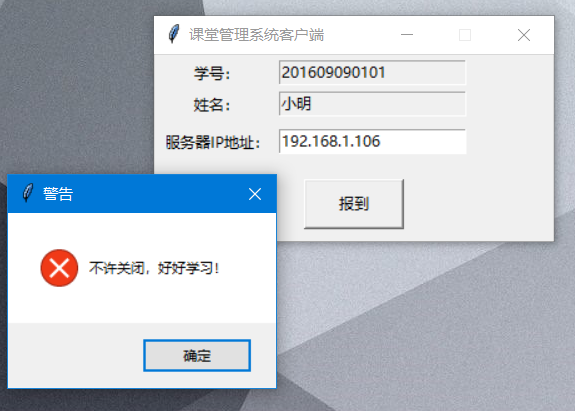 课堂管理系统客户端
学号：
201609090101
姓名：
小明
服务器IP地址：
192.168.1.106
报到
警告
不许关闭，好好学习！
确定